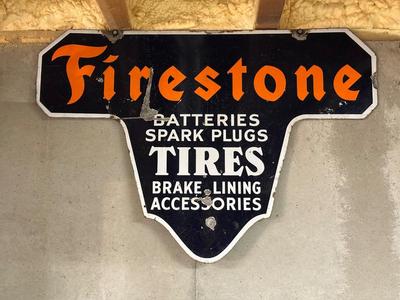 Firestone
BATTERIES
SPARK PLUGS
TIRES
BRAKE LINING
ACCESSORIES